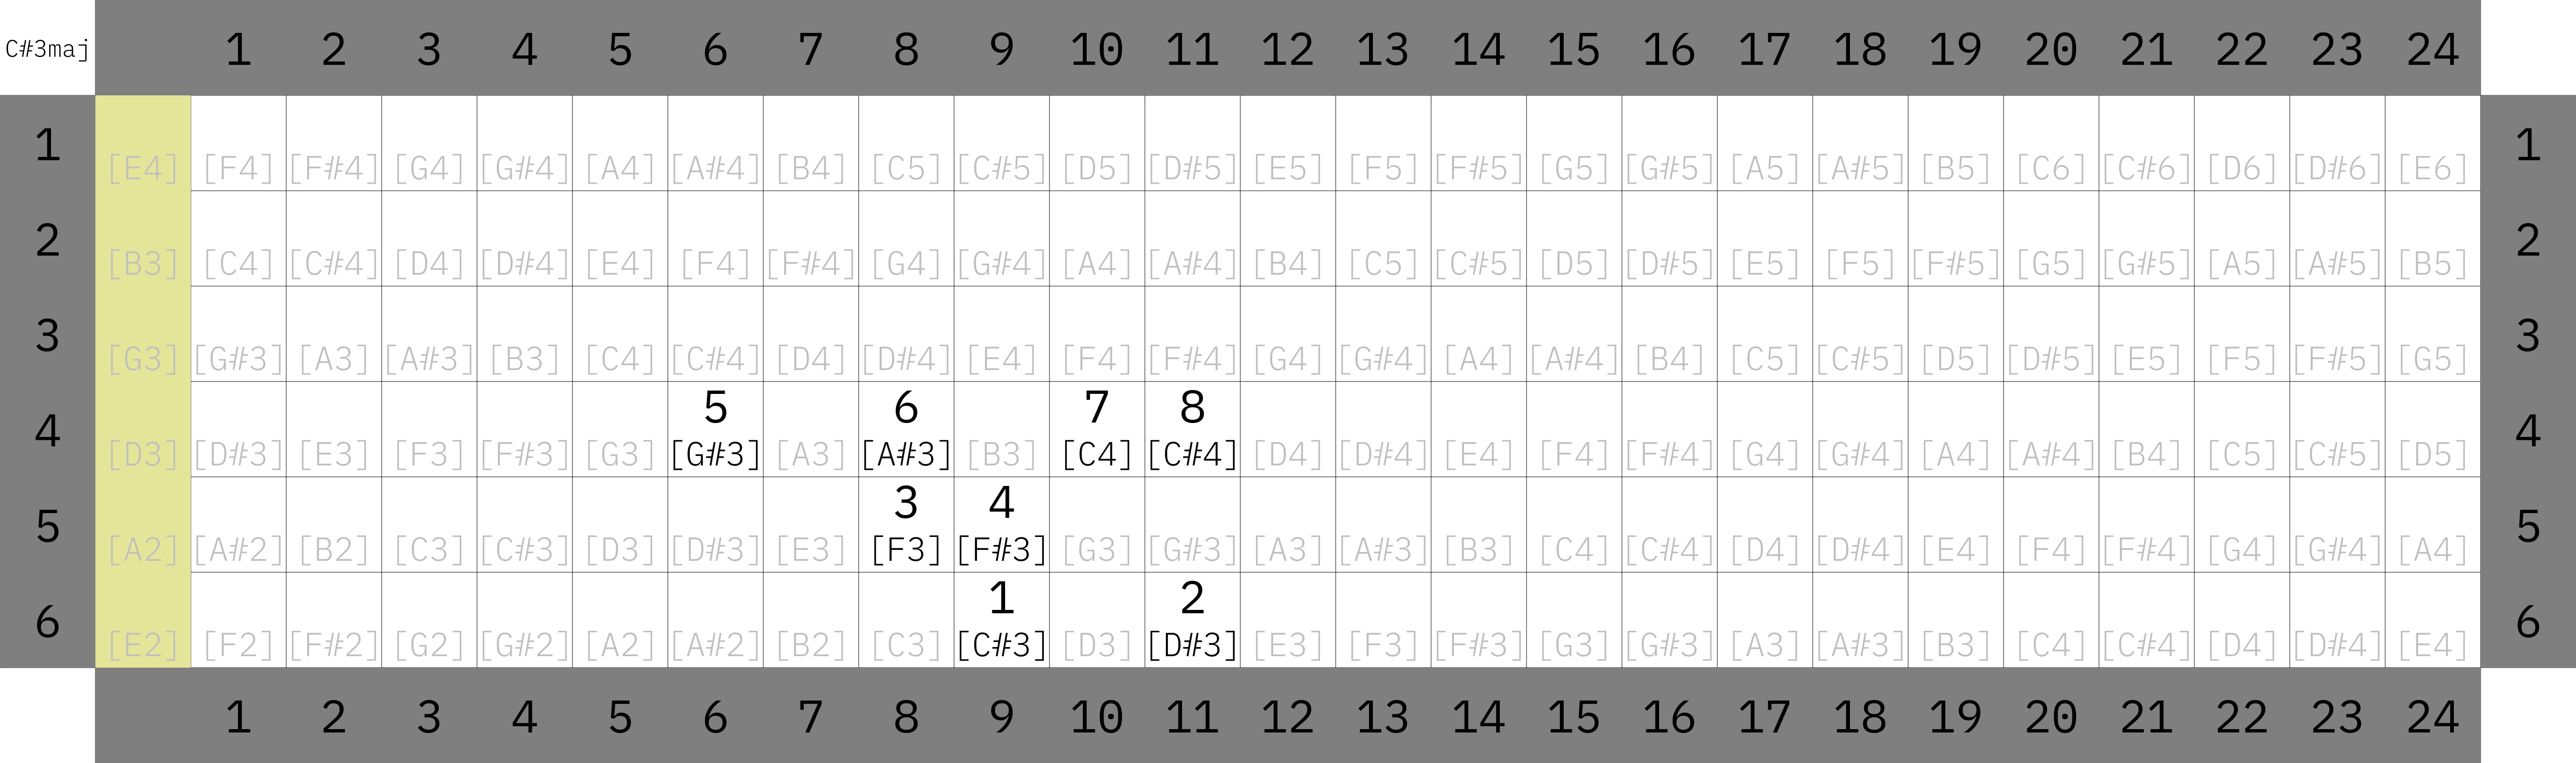 C#3maj 1 2 3 4 5 6 7 8 9 10 11 12 13 14 15 16 17 18 19 20 21 22 23 24
1 1
[E4] [F4] [F#4] [G4] [G#4] [A4] [A#4] [B4] [C5] [C#5] [D5] [D#5] [E5] [F5] [F#5] [G5] [G#5] [A5] [A#5] [B5] [C6] [C#6] [D6] [D#6] [E6]
2 2
[B3] [C4] [C#4] [D4] [D#4] [E4] [F4] [F#4] [G4] [G#4] [A4] [A#4] [B4] [C5] [C#5] [D5] [D#5] [E5] [F5] [F#5] [G5] [G#5] [A5] [A#5] [B5]
3 3
[G3] [G#3] [A3] [A#3] [B3] [C4] [C#4] [D4] [D#4] [E4] [F4] [F#4] [G4] [G#4] [A4] [A#4] [B4] [C5] [C#5] [D5] [D#5] [E5] [F5] [F#5] [G5]
4 5 6 7 8 4
[D3] [D#3] [E3] [F3] [F#3] [G3] [G#3] [A3] [A#3] [B3] [C4] [C#4] [D4] [D#4] [E4] [F4] [F#4] [G4] [G#4] [A4] [A#4] [B4] [C5] [C#5] [D5]
5 3 4 5
[A2] [A#2] [B2] [C3] [C#3] [D3] [D#3] [E3] [F3] [F#3] [G3] [G#3] [A3] [A#3] [B3] [C4] [C#4] [D4] [D#4] [E4] [F4] [F#4] [G4] [G#4] [A4]
6 1 2 6
[E2] [F2] [F#2] [G2] [G#2] [A2] [A#2] [B2] [C3] [C#3] [D3] [D#3] [E3] [F3] [F#3] [G3] [G#3] [A3] [A#3] [B3] [C4] [C#4] [D4] [D#4] [E4]
1 2 3 4 5 6 7 8 9 10 11 12 13 14 15 16 17 18 19 20 21 22 23 24